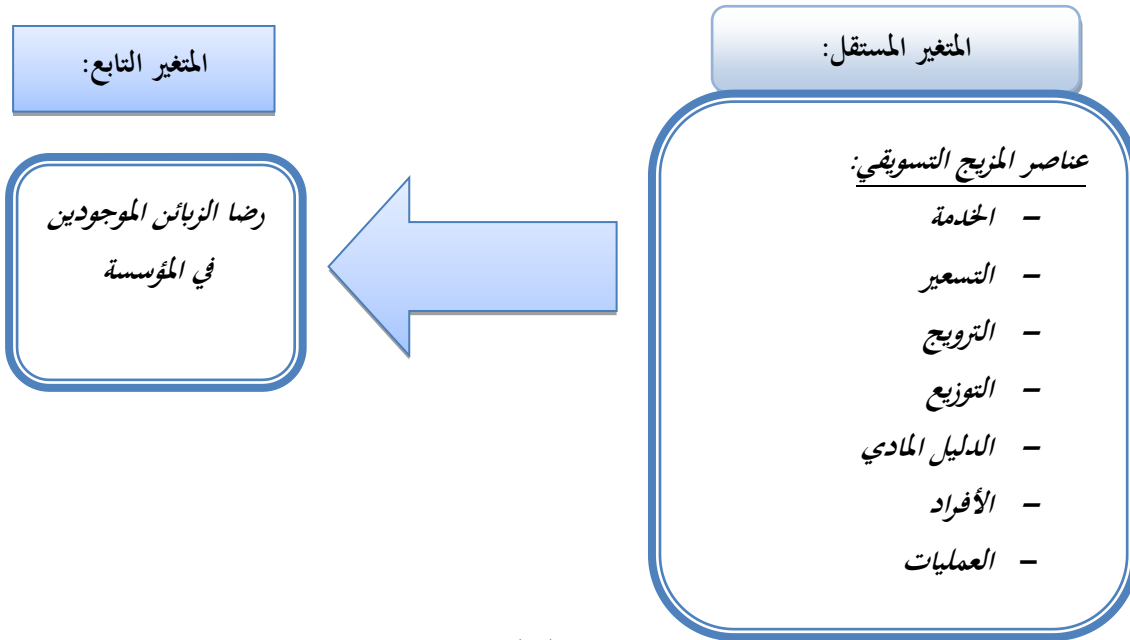 المتغير المستقل:
عناصر المزيج التسويقي:
– الخدمة
– التسعير
– الترويج
– التوزيع
– الدليل المادي
– الأفراد
– العمليات
المتغير التابع:
رضا الزبائن الموجودين
في المؤسسة